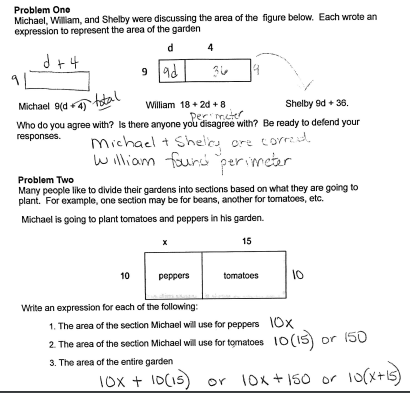 Problem One
Michael, William, and Shelby were discussing the area of the figure below. Each wrote an
expression to represent the area of the garden
d 4
d + 4
9
9 9d 36 9
Michael 9(d + 4) total William 18 + 2d + 8 Shelby 9d + 36.
Perimeter
Who do you agree with? Is there anyone you disagree with? Be ready to defend your
responses.
Michael + Shelby are correct
William found perimeter
Problem Two
Many people like to divide their gardens into sections based on what they are going to
plant. For example, one section may be for beans, another for tomatoes, etc.
Michael is going to plant tomatoes and peppers in his garden.
x 15
10 peppers tomatoes 10
Write an expression for each of the following:
1. The area of the section Michael will use for peppers 10x
2. The area of the section Michael will use for tomatoes 10(15) or 150
3. The area of the entire garden
10x + 10(15) or 10x + 150 or 10(x+15)